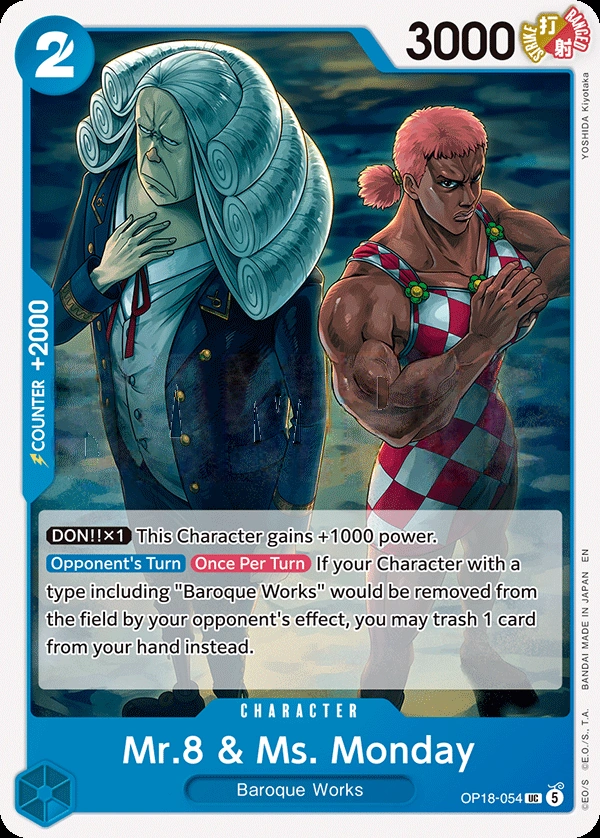 2
3000
STRIKE
打
射
RANGED
YOSHIDA Kiyotaka
COUNTER +2000
DON!!×1 This Character gains +1000 power.
Opponent's Turn Once Per Turn If your Character with a
type including "Baroque Works" would be removed from
the field by your opponent's effect, you may trash 1 card
from your hand instead.
CHARACTER
Mr.8 & Ms. Monday
Baroque Works
OP18-054 UC 5
©EO/S ©E.O./S., T.A. BANDAI MADE IN JAPAN EN